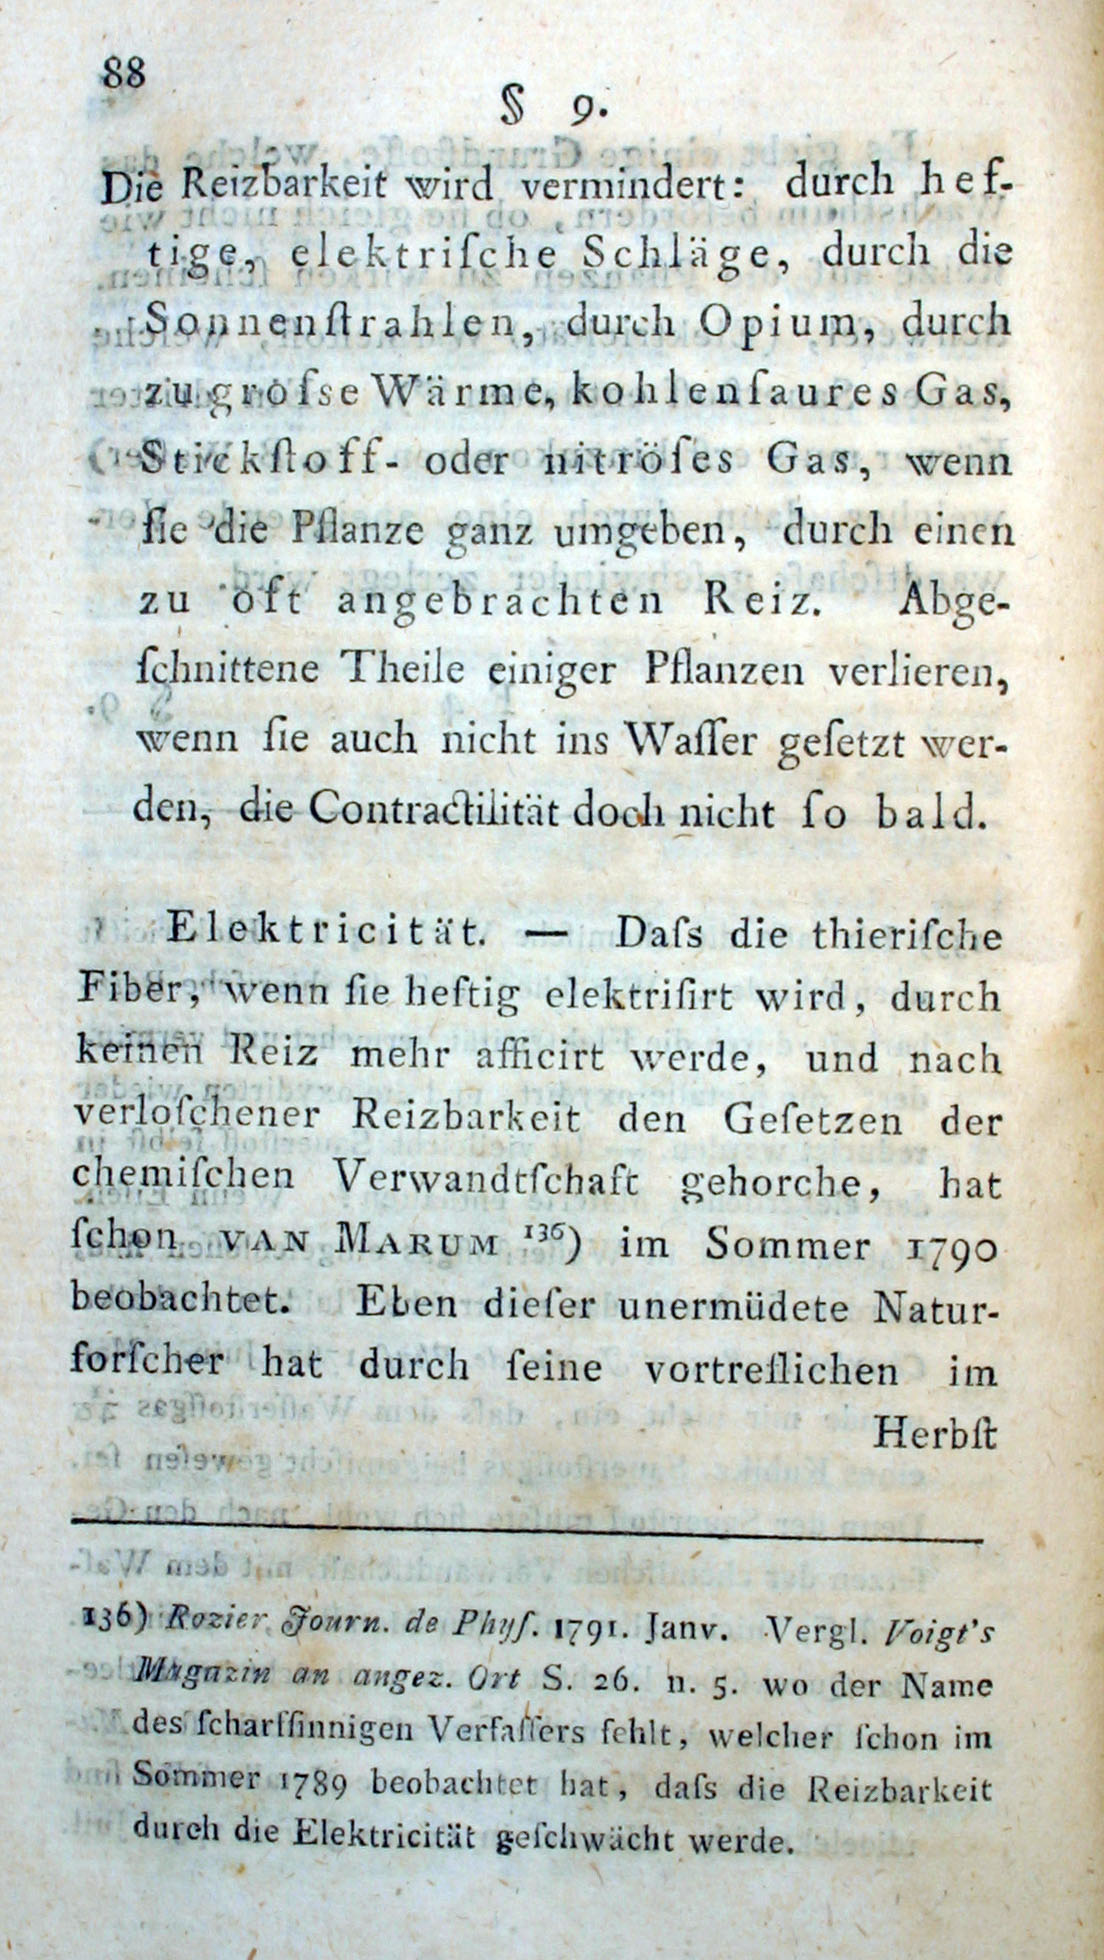 88
§ 9.
Die Reizbarkeit wird vermindert: durch hef-
tige, elektriſche Schläge, durch die
Sonnenſtrahlen, durch Opium, durch
zu groſse Wärme, kohlenſaures Gas,
Stickſtoff- oder nitröſes Gas, wenn
ſie die Pflanze ganz umgeben, durch einen
zu oft angebrachten Reiz. Abge-
ſchnittene Theile einiger Pflanzen verlieren,
wenn ſie auch nicht ins Waſſer geſetzt wer-
den, die Contractilität doch nicht ſo bald.
Elektricität. — Daſs die thieriſche
Fiber, wenn ſie heftig elektriſirt wird, durch
keinen Reiz mehr afficirt werde, und nach
verloſchener Reizbarkeit den Geſetzen der
chemiſchen Verwandtſchaft gehorche, hat
ſchon VAN MARUM ¹³⁶) im Sommer 1790
beobachtet. Eben dieſer unermüdete Natur-
forſcher hat durch ſeine vortreflichen im
Herbſt
136) Rozier Journ. de Phyſ. 1791. Janv. Vergl. Voigt's
Magazin an angez. Ort S. 26. n. 5. wo der Name
des ſcharfſinnigen Verfaſſers fehlt, welcher ſchon im
Sommer 1789 beobachtet hat, daſs die Reizbarkeit
durch die Elektricität geſchwächt werde.